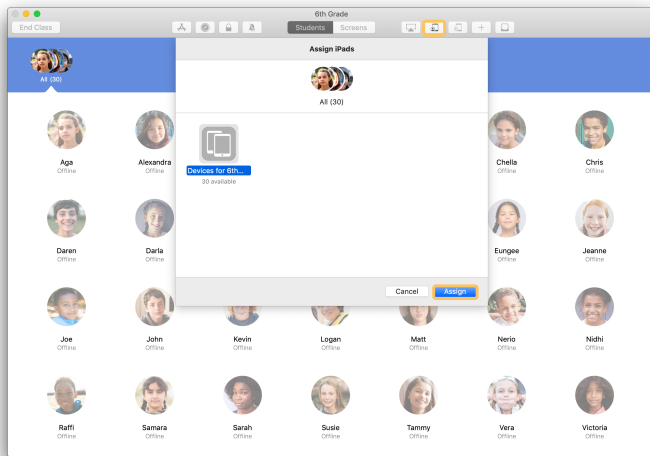 6th Grade
End Class
Students
Screens
Assign iPads
All (30)
All (30)
Devices for 6th...
30 available
Cancel
Assign
Aga
Offline
Alexandra
Offline
Chella
Offline
Chris
Offline
Daren
Offline
Darla
Offline
Eungee
Offline
Jeanne
Offline
Joe
Offline
John
Offline
Kevin
Offline
Logan
Offline
Matt
Offline
Nerio
Offline
Nidhi
Offline
Raffi
Offline
Samara
Offline
Sarah
Offline
Susie
Offline
Tammy
Offline
Vera
Offline
Victoria
Offline